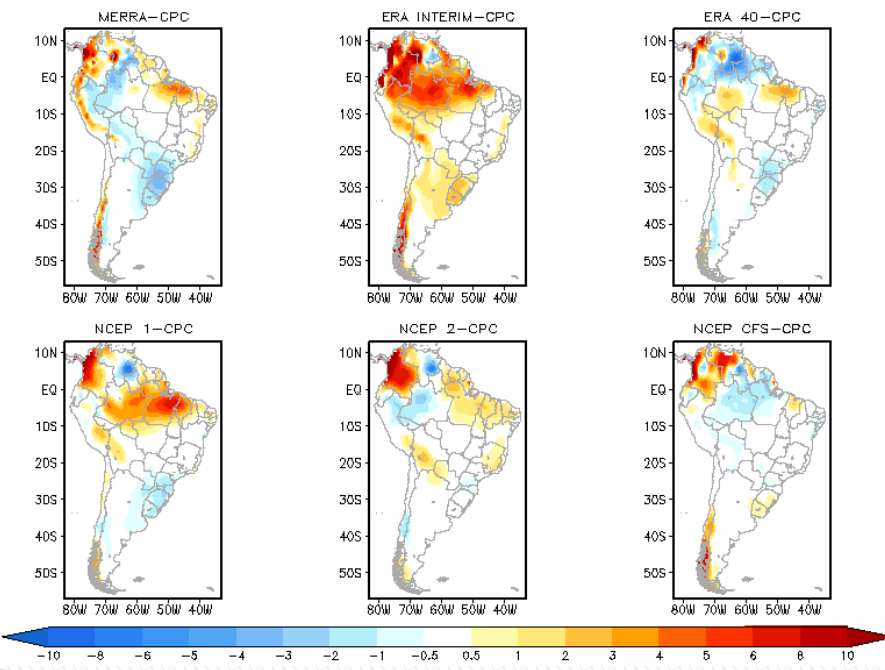 MERRA-CPC
ERA INTERIM-CPC
ERA 40-CPC
10N
EQ
10S
20S
30S
40S
50S
80W 70W 60W 50W 40W
10N
EQ
10S
20S
30S
40S
50S
80W 70W 60W 50W 40W
10N
EQ
10S
20S
30S
40S
50S
80W 70W 60W 50W 40W
NCEP 1-CPC
NCEP 2-CPC
NCEP CFS-CPC
10N
EQ
10S
20S
30S
40S
50S
80W 70W 60W 50W 40W
10N
EQ
10S
20S
30S
40S
50S
80W 70W 60W 50W 40W
10N
EQ
10S
20S
30S
40S
50S
80W 70W 60W 50W 40W
-10 -8 -6 -5 -4 -3 -2 -1 -0.5 0.5 1 2 3 4 5 6 8 10